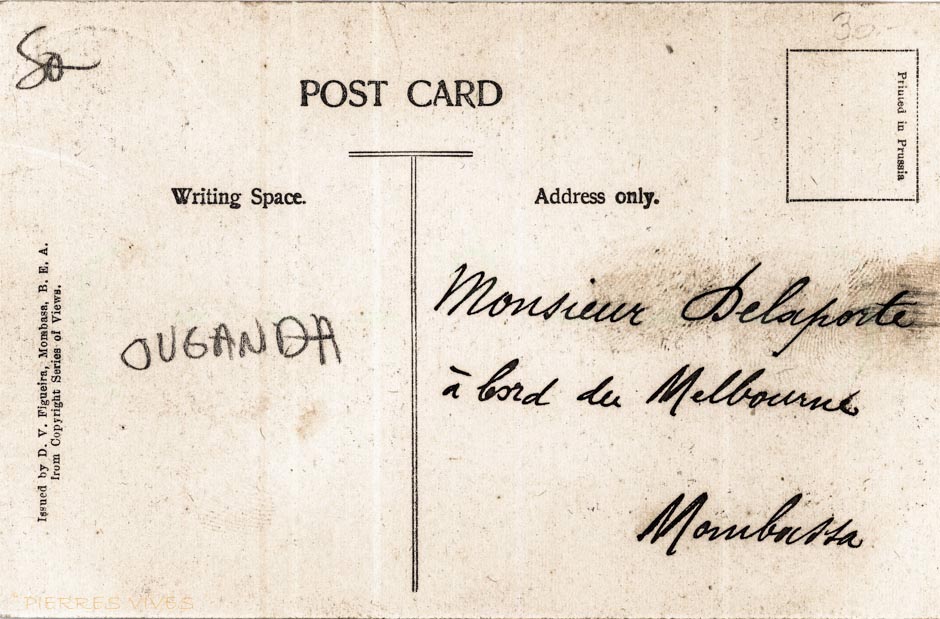 80
30.-
POST CARD
Printed in Prussia
Writing Space.
Address only.
Issued by D. V. Figueira, Mombasa, B. E. A.
from Copyright Series of Views.
OUGANDA
Monsieur Delaporte
à bord du Melbourne
Mombassa
PIERRES VIVES